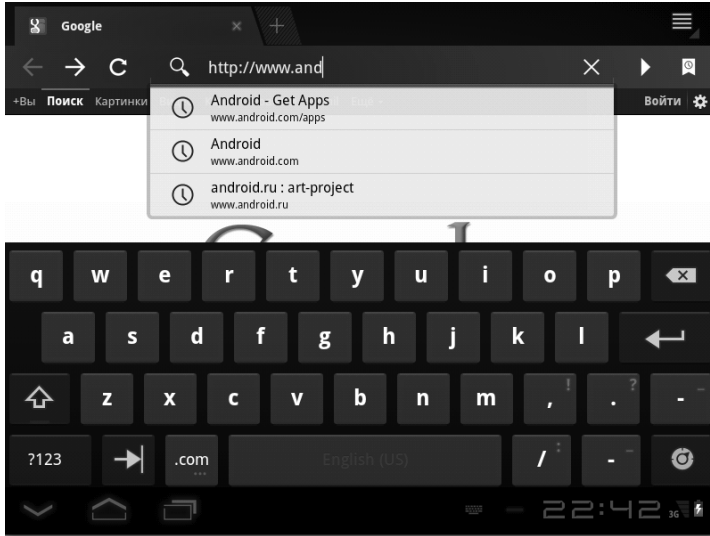 Google
http://www.and
+Вы Поиск Картинки Войти
Android - Get Apps
www.android.com/apps
Android
www.android.com
android.ru : art-project
www.android.ru
q w e r t y u i o p
a s d f g h j k l
z x c v b n m , ! . ? -
?123 .com English (US) / : - _
22:42 3G